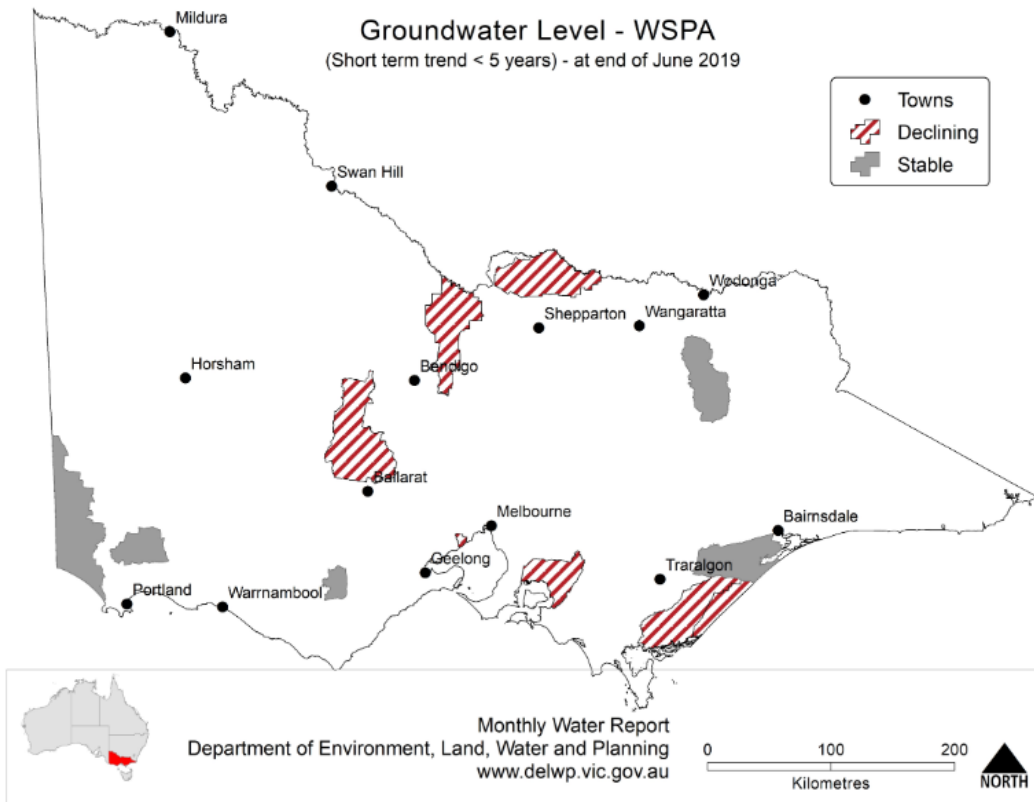 Mildura
Groundwater Level - WSPA
(Short term trend < 5 years) - at end of June 2019
Towns
Declining
Stable
Swan Hill
Wodonga
Shepparton
Wangaratta
Horsham
Bendigo
Ballarat
Melbourne
Bairnsdale
Geelong
Traralgon
Portland
Warrnambool
Monthly Water Report
Department of Environment, Land, Water and Planning
www.delwp.vic.gov.au
0 100 200
Kilometres
NORTH